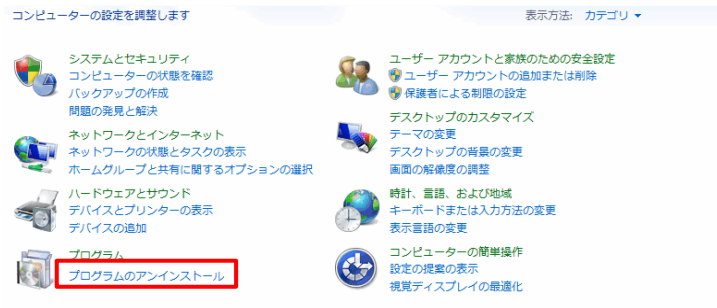 コンピューターの設定を調整します
表示方法: カテゴリ
システムとセキュリティ
コンピューターの状態を確認
バックアップの作成
問題の発見と解決
ネットワークとインターネット
ネットワークの状態とタスクの表示
ホームグループと共有に関するオプションの選択
ハードウェアとサウンド
デバイスとプリンターの表示
デバイスの追加
プログラム
プログラムのアンインストール
ユーザー アカウントと家族のための安全設定
ユーザー アカウントの追加または削除
保護者による制限の設定
デスクトップのカスタマイズ
テーマの変更
デスクトップの背景の変更
画面の解像度の調整
時計、言語、および地域
キーボードまたは入力方法の変更
表示言語の変更
コンピューターの簡単操作
設定の提案の表示
視覚ディスプレイの最適化